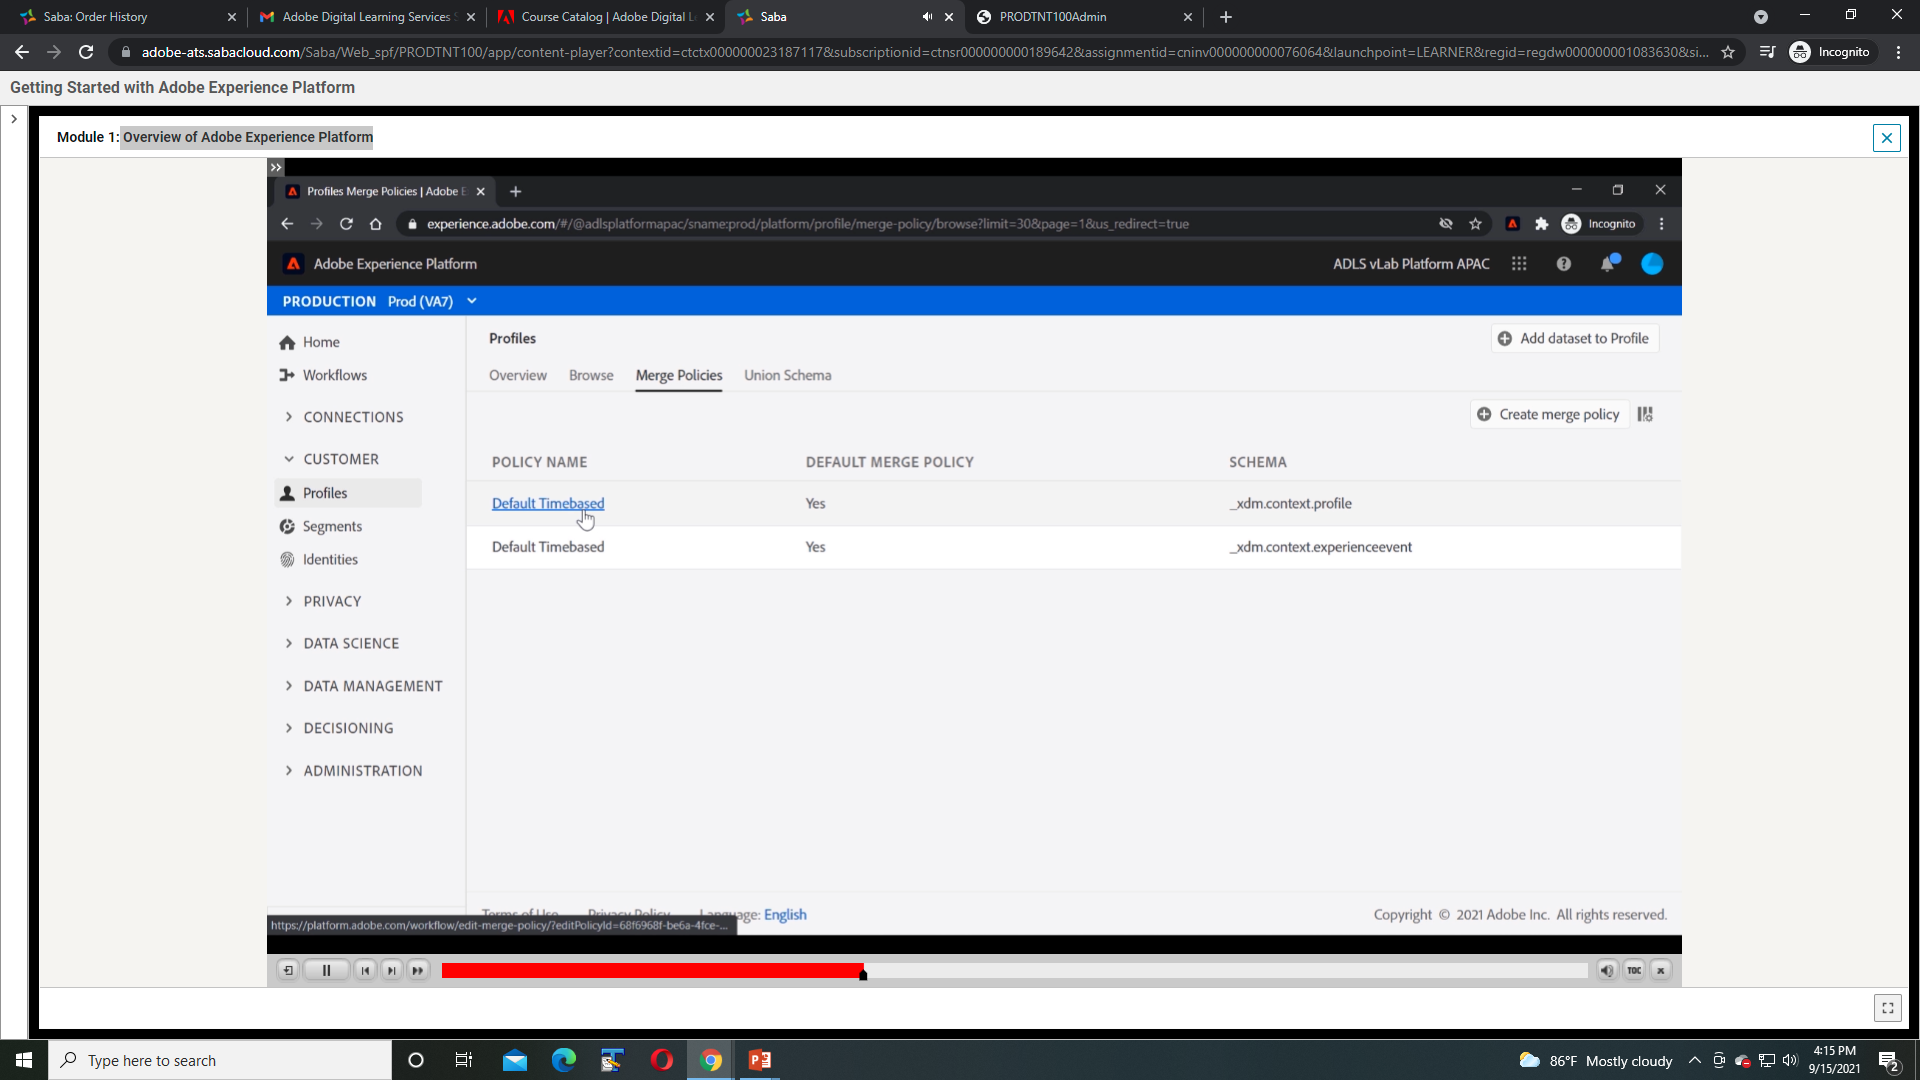 Saba: Order History
Adobe Digital Learning Services S
Course Catalog | Adobe Digital L
Saba
PRODTNT100Admin
adobe-ats.sabacloud.com/Saba/Web_spf/PRODTNT100/app/content-player?contextid=ctctx000000023187117&subscriptionid=ctnsr000000000189642&assignmentid=cninv000000000076064&launchpoint=LEARNER&regid=regdw000000001083630&si...
Incognito
Getting Started with Adobe Experience Platform
Module 1: Overview of Adobe Experience Platform
Profiles Merge Policies | Adobe E
experience.adobe.com/#/@adlsplatformapac/sname:prod/platform/profile/merge-policy/browse?limit=30&page=1&us_redirect=true
Incognito
Adobe Experience Platform
ADLS vLab Platform APAC
PRODUCTION Prod (VA7)
Home
Workflows
CONNECTIONS
CUSTOMER
Profiles
Segments
Identities
PRIVACY
DATA SCIENCE
DATA MANAGEMENT
DECISIONING
ADMINISTRATION
Profiles
Add dataset to Profile
Overview Browse Merge Policies Union Schema
Create merge policy
POLICY NAME DEFAULT MERGE POLICY SCHEMA
Default Timebased Yes _xdm.context.profile
Default Timebased Yes _xdm.context.experienceevent
Terms of Use Privacy Policy Language: English
Copyright © 2021 Adobe Inc. All rights reserved.
https://platform.adobe.com/workflow/edit-merge-policy/?editPolicyId=68f6968f-be6a-4fce-...
TOC
Type here to search
86°F Mostly cloudy
4:15 PM
9/15/2021
2